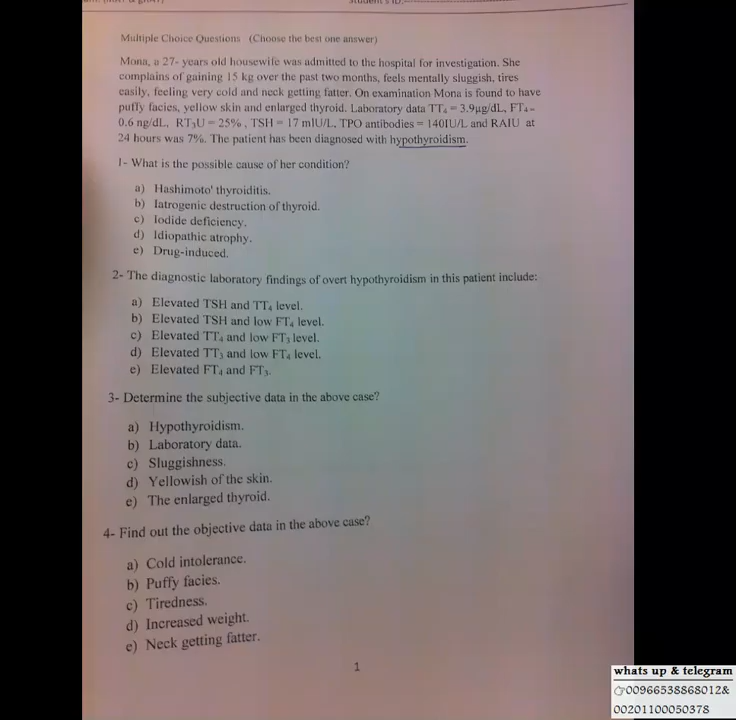 Multiple Choice Questions (Choose the best one answer)
Mona, a 27- years old housewife was admitted to the hospital for investigation. She
complains of gaining 15 kg over the past two months, feels mentally sluggish, tires
easily, feeling very cold and neck getting fatter. On examination Mona is found to have
puffy facies, yellow skin and enlarged thyroid. Laboratory data TT₄ = 3.9µg/dL, FT₄=
0.6 ng/dL, RT₃U = 25% , TSH = 17 mIU/L, TPO antibodies = 140IU/L and RAIU at
24 hours was 7%. The patient has been diagnosed with hypothyroidism.
1- What is the possible cause of her condition?
a) Hashimoto' thyroiditis.
b) Iatrogenic destruction of thyroid.
c) Iodide deficiency.
d) Idiopathic atrophy.
e) Drug-induced.
2- The diagnostic laboratory findings of overt hypothyroidism in this patient include:
a) Elevated TSH and TT₄ level.
b) Elevated TSH and low FT₄ level.
c) Elevated TT₄ and low FT₃ level.
d) Elevated TT₃ and low FT₄ level.
e) Elevated FT₄ and FT₃.
3- Determine the subjective data in the above case?
a) Hypothyroidism.
b) Laboratory data.
c) Sluggishness.
d) Yellowish of the skin.
e) The enlarged thyroid.
4- Find out the objective data in the above case?
a) Cold intolerance.
b) Puffy facies.
c) Tiredness.
d) Increased weight.
e) Neck getting fatter.
1
whats up & telegram
00966538868012&
00201100050378